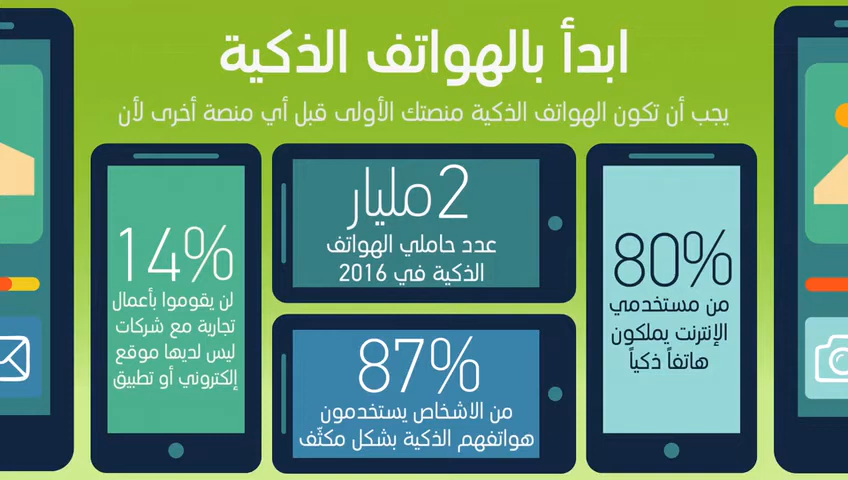 ابدأ بالهواتف الذكية
يجب أن تكون الهواتف الذكية منصتك الأولى قبل أي منصة أخرى لأن
80%
من مستخدمي
الإنترنت يملكون
هاتفاً ذكياً
2 مليار
عدد حاملي الهواتف
الذكية في 2016
87%
من الاشخاص يستخدمون
هواتفهم الذكية بشكل مكثّف
14%
لن يقوموا بأعمال
تجارية مع شركات
ليس لديها موقع
إلكتروني أو تطبيق